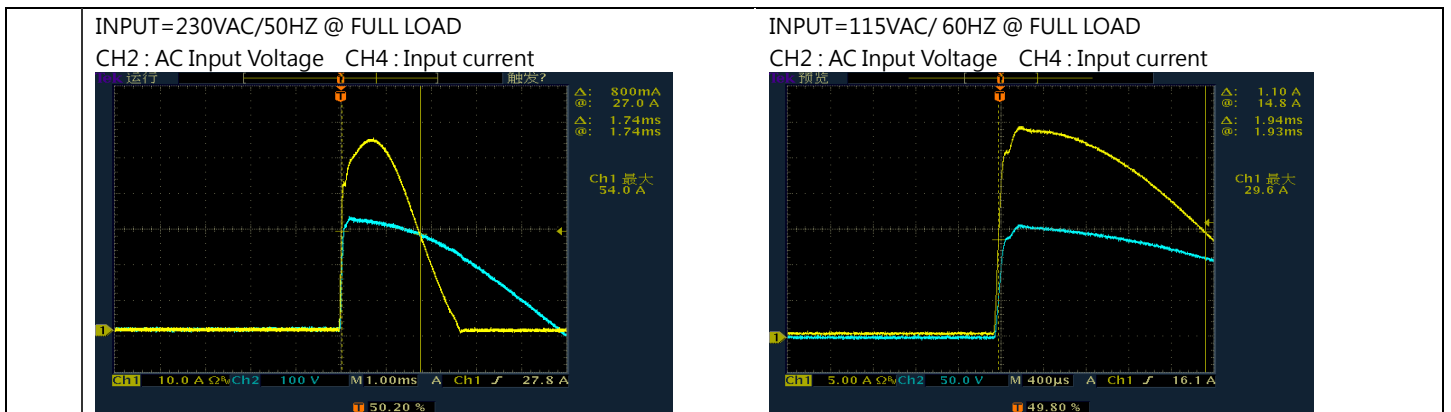 INPUT=230VAC/50HZ @ FULL LOAD
CH2 : AC Input Voltage CH4 : Input current
运行
触发?
Δ: 800mA
@: 27.0 A
Δ: 1.74ms
@: 1.74ms
Ch1 最大
54.0 A
1
Ch1 10.0 A Ω Ch2 100 V M 1.00ms A Ch1 ƒ 27.8 A
T 50.20 %
INPUT=115VAC/ 60HZ @ FULL LOAD
CH2 : AC Input Voltage CH4 : Input current
预览
Δ: 1.10 A
@: 14.8 A
Δ: 1.94ms
@: 1.93ms
Ch1 最大
29.6 A
1
Ch1 5.00 A Ω Ch2 50.0 V M 400µs A Ch1 ƒ 16.1 A
T 49.80 %